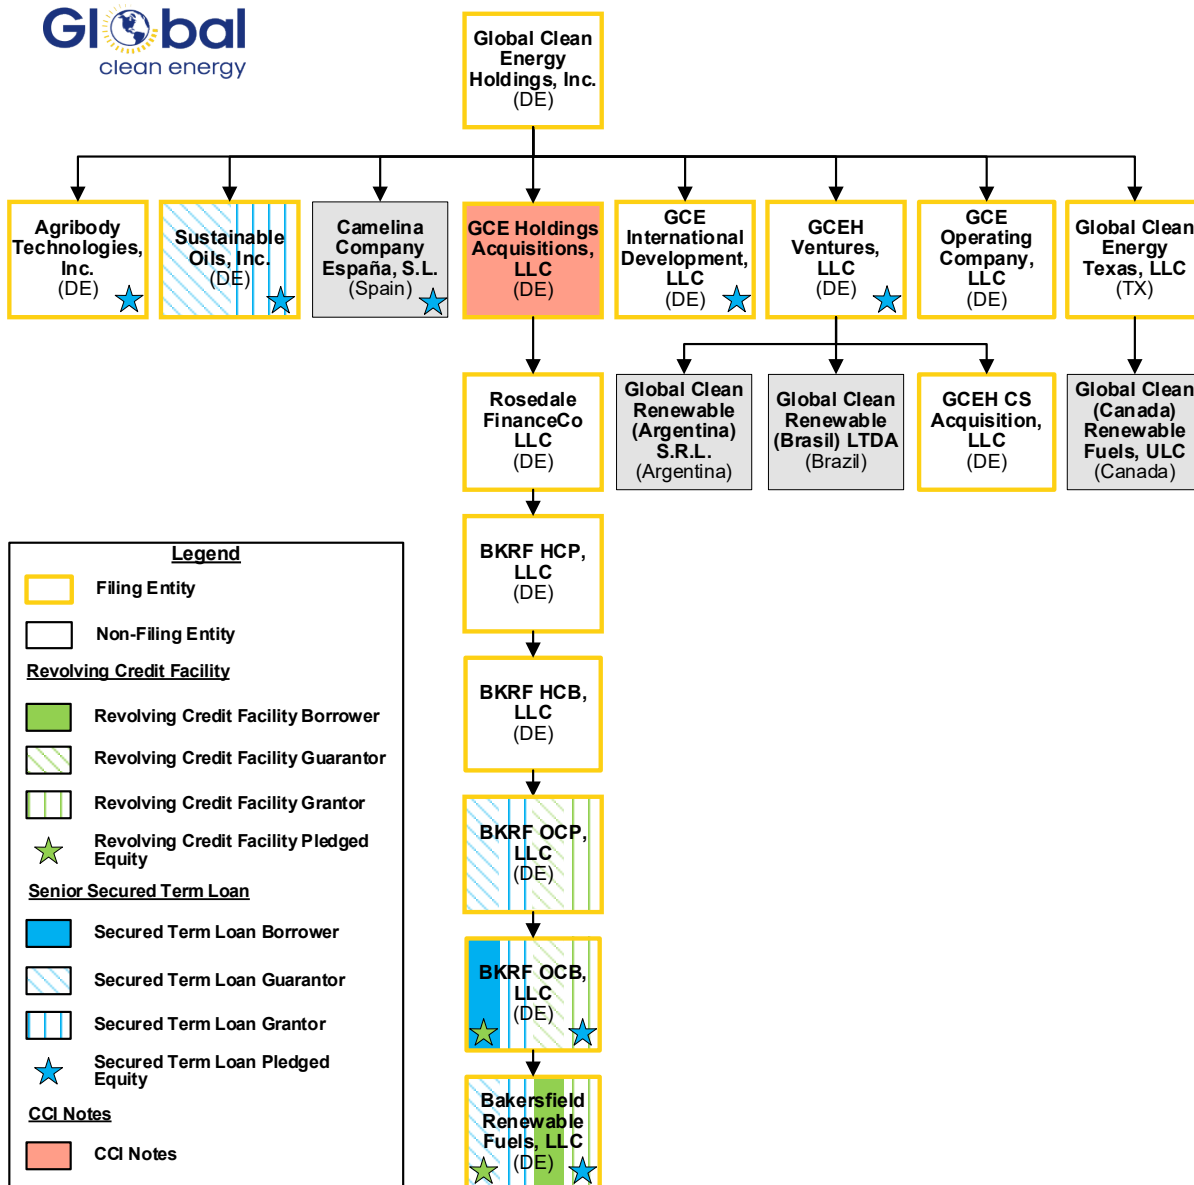 Global
clean energy
Global Clean
Energy
Holdings, Inc.
(DE)
Agribody
Technologies,
Inc.
(DE)
Sustainable
Oils, Inc.
(DE)
Camelina
Company
España, S.L.
(Spain)
GCE Holdings
Acquisitions,
LLC
(DE)
GCE
International
Development,
LLC
(DE)
GCEH
Ventures,
LLC
(DE)
GCE
Operating
Company,
LLC
(DE)
Global Clean
Energy
Texas, LLC
(TX)
Rosedale
FinanceCo
LLC
(DE)
Global Clean
Renewable
(Argentina)
S.R.L.
(Argentina)
Global Clean
Renewable
(Brasil) LTDA
(Brazil)
GCEH CS
Acquisition,
LLC
(DE)
Global Clean
(Canada)
Renewable
Fuels, ULC
(Canada)
BKRF HCP,
LLC
(DE)
BKRF HCB,
LLC
(DE)
BKRF OCP,
LLC
(DE)
BKRF OCB,
LLC
(DE)
Bakersfield
Renewable
Fuels, LLC
(DE)
Legend
Filing Entity
Non-Filing Entity
Revolving Credit Facility
Revolving Credit Facility Borrower
Revolving Credit Facility Guarantor
Revolving Credit Facility Grantor
Revolving Credit Facility Pledged
Equity
Senior Secured Term Loan
Secured Term Loan Borrower
Secured Term Loan Guarantor
Secured Term Loan Grantor
Secured Term Loan Pledged
Equity
CCI Notes
CCI Notes